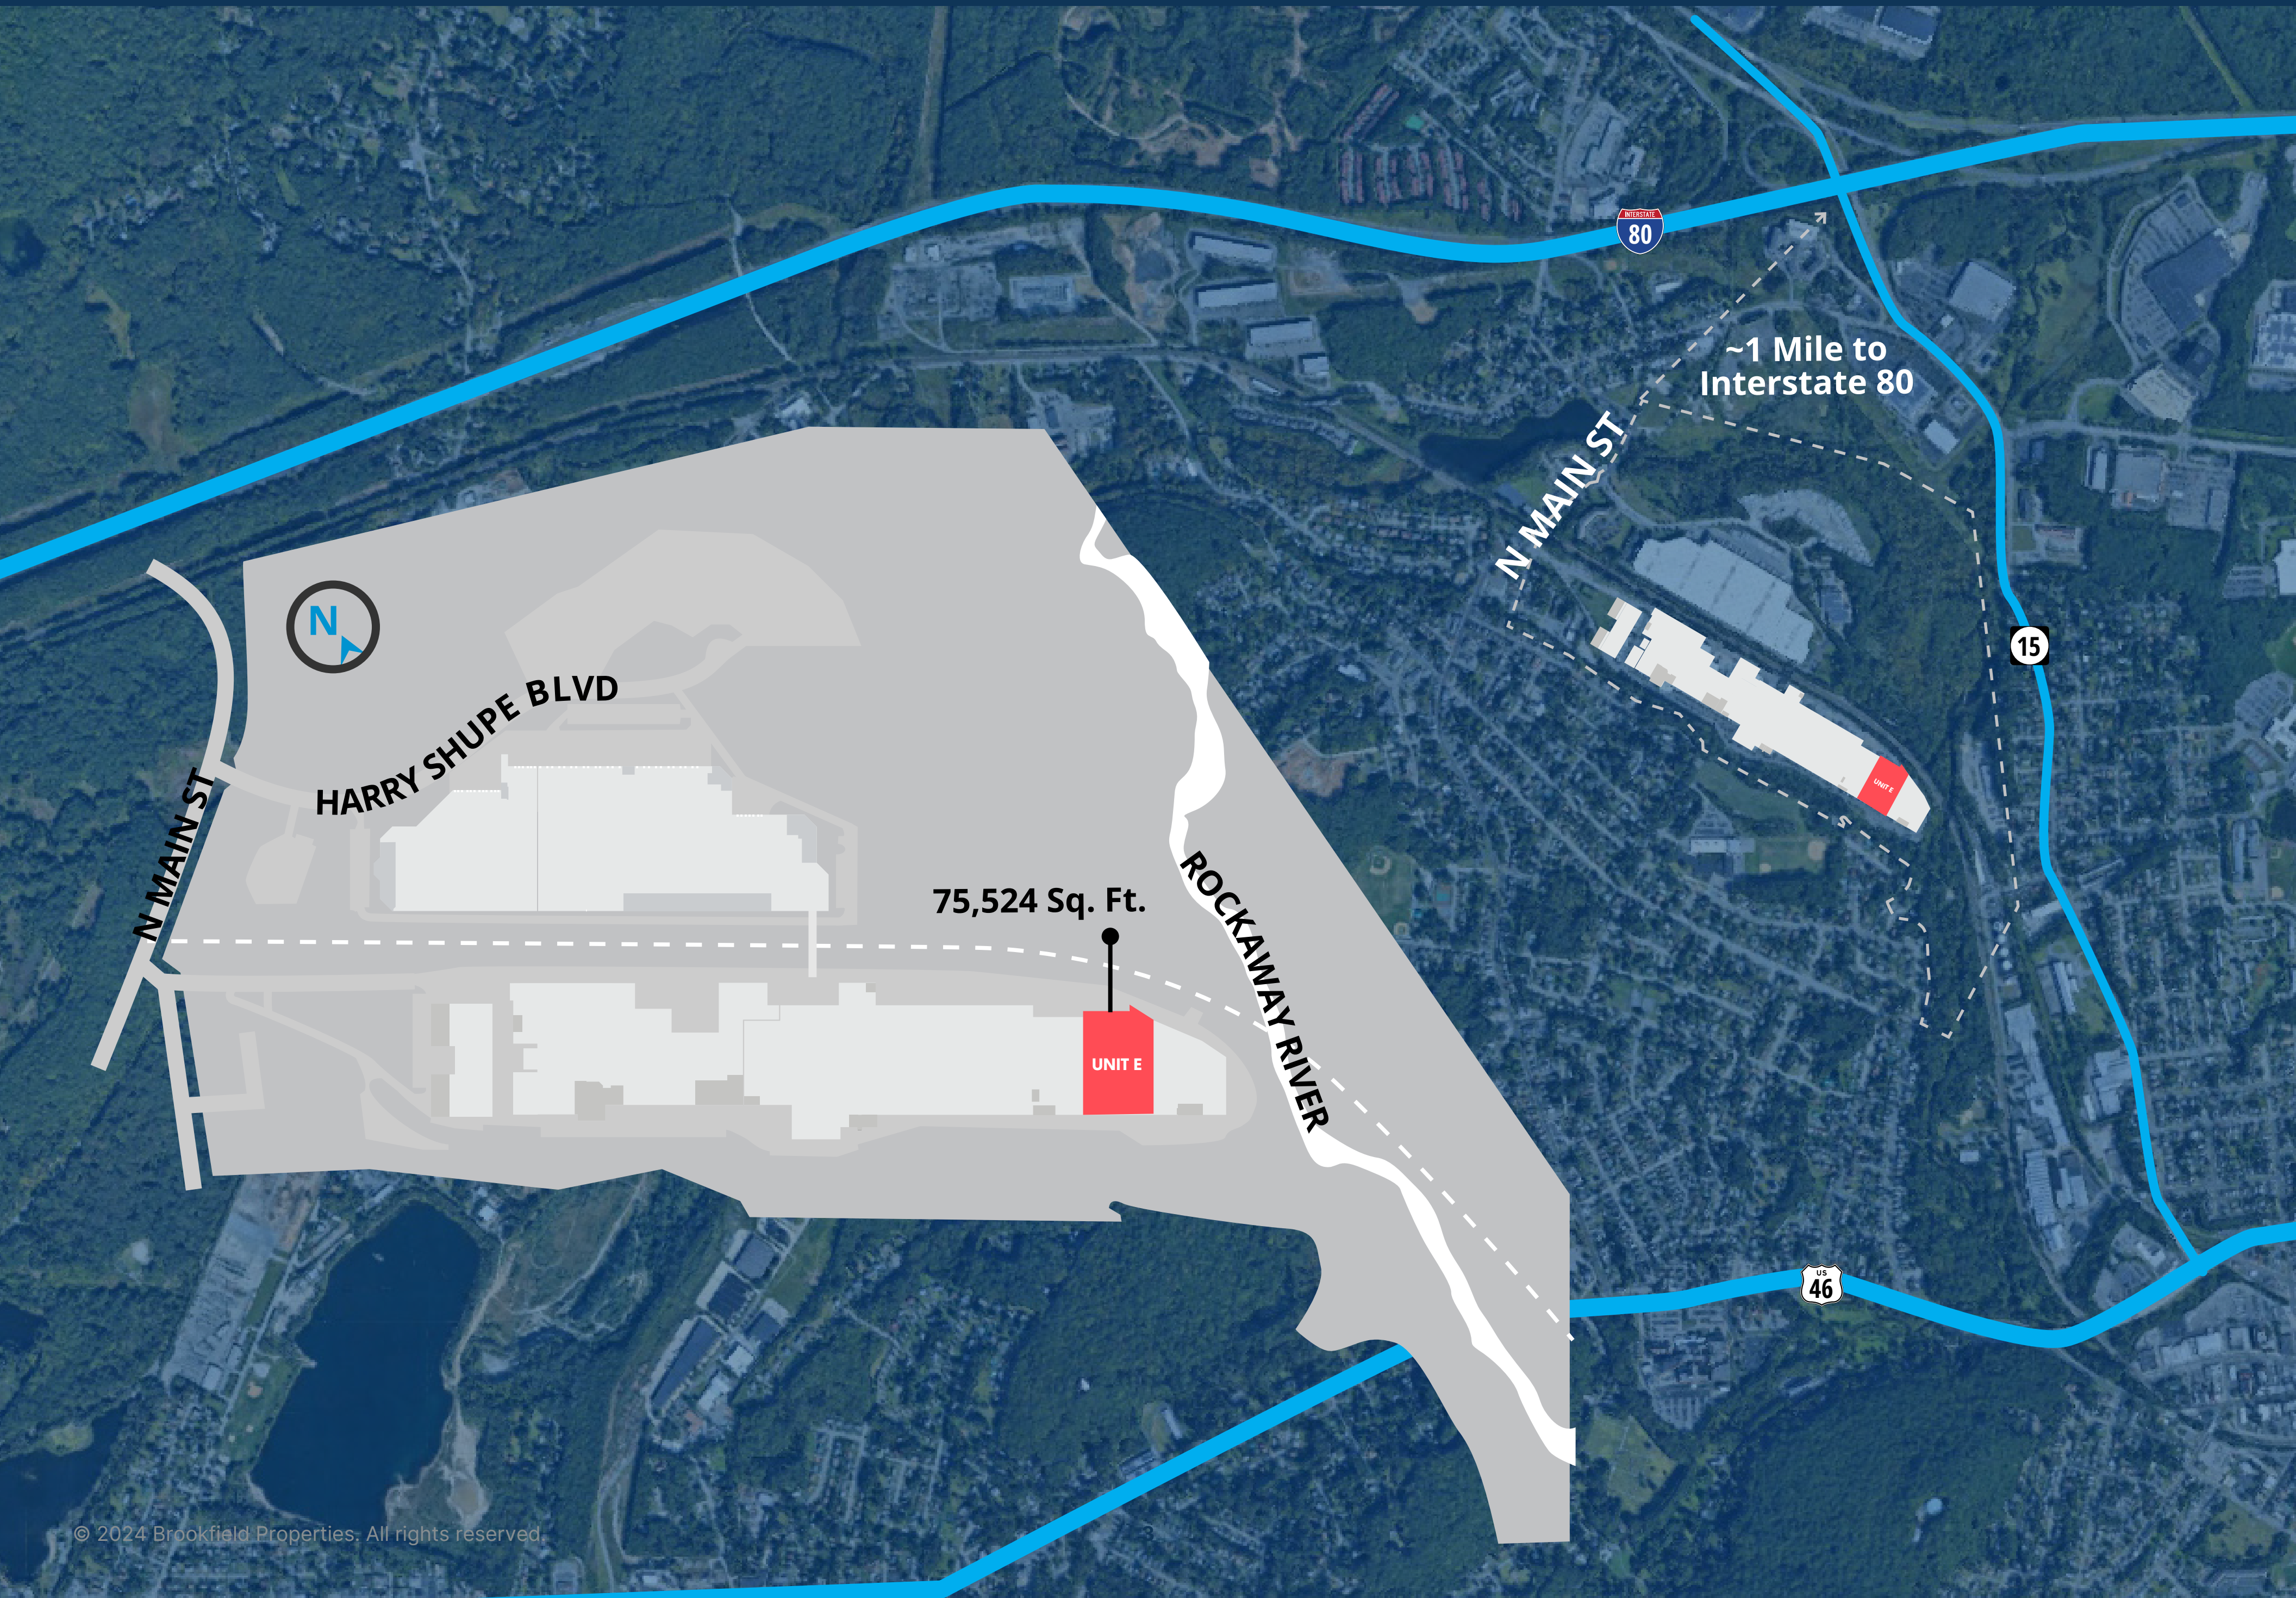 INTERSTATE
80
~1 Mile to
Interstate 80
N MAIN ST
N
15
HARRY SHUPE BLVD
N MAIN ST
UNIT E
75,524 Sq. Ft.
ROCKAWAY RIVER
UNIT E
US
46
© 2024 Brookfield Properties. All rights reserved.